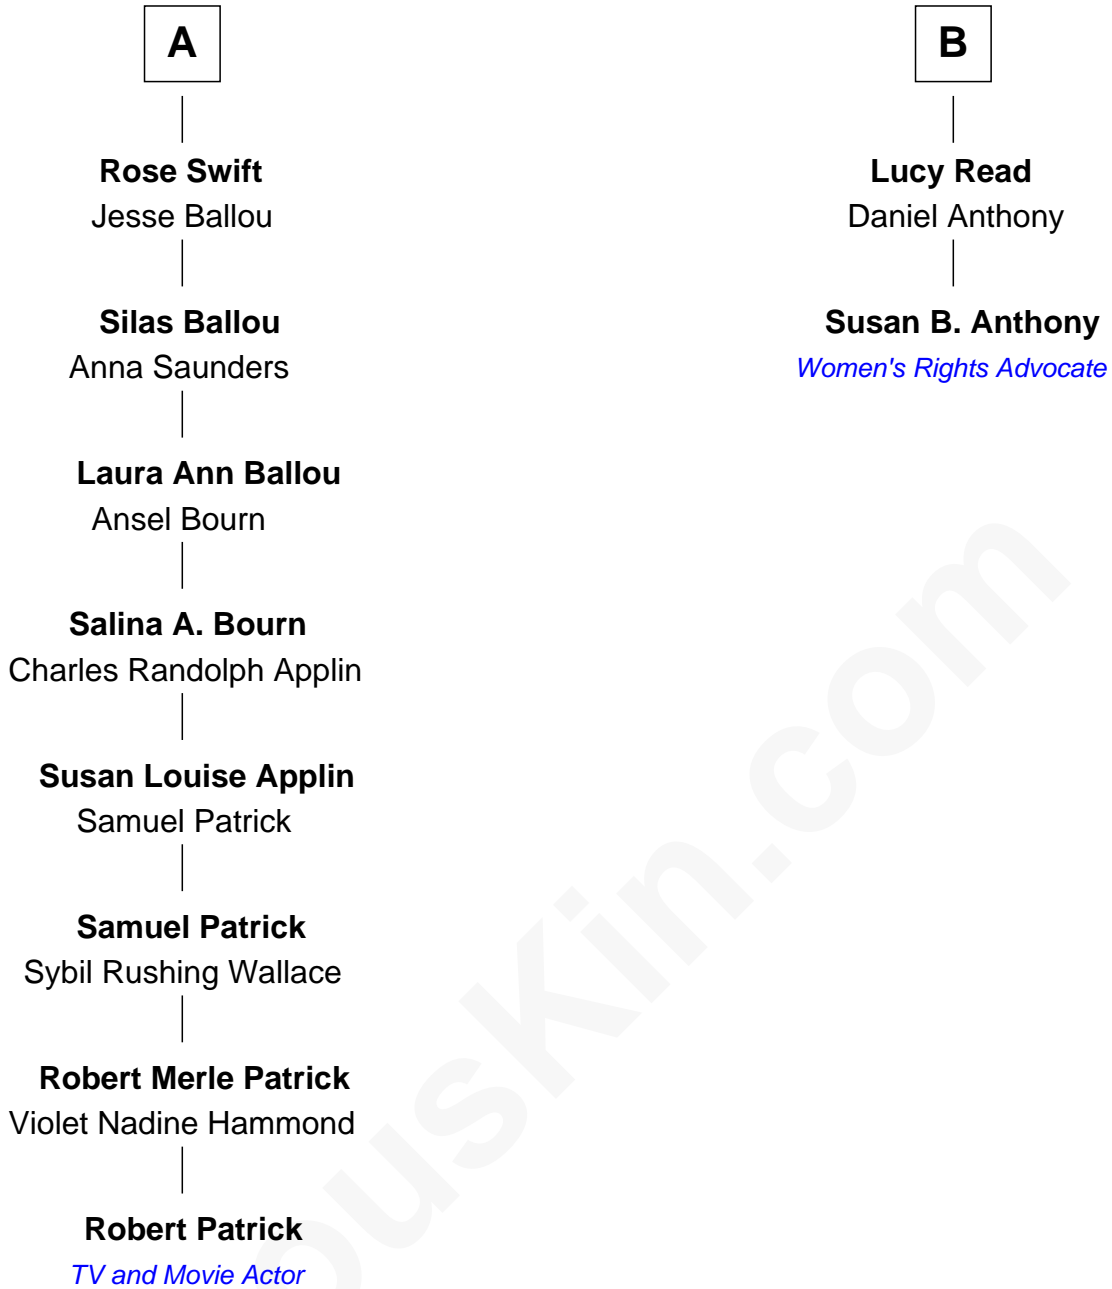 A
Rose Swift
Jesse Ballou
Silas Ballou
Anna Saunders
Laura Ann Ballou
Ansel Bourn
Salina A. Bourn
Charles Randolph Applin
Susan Louise Applin
Samuel Patrick
Samuel Patrick
Sybil Rushing Wallace
Robert Merle Patrick
Violet Nadine Hammond
Robert Patrick
TV and Movie Actor
B
Lucy Read
Daniel Anthony
Susan B. Anthony
Women's Rights Advocate
ousKin.com